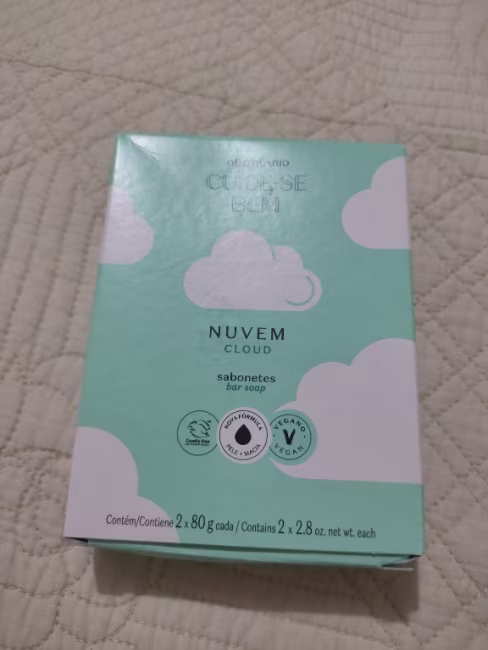 oBOTICÁRIO
CUIDE-SE
BEM
NUVEM
CLOUD
sabonetes
bar soap
Cruelty free
NOVA FÓRMULA
PELE + MACIA
VEGANO
V
VEGAN
Contém/Contiene 2 x 80 g cada / Contains 2 x 2.8 oz. net wt. each